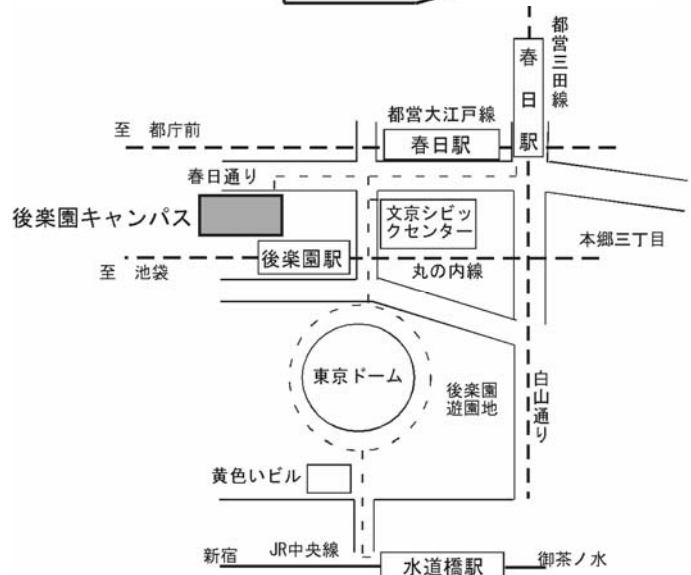 都営三田線
春日駅
都営大江戸線
至　都庁前
春日駅
春日通り
後楽園キャンパス
文京シビッ
クセンター
本郷三丁目
後楽園駅
至　池袋
丸の内線
東京ドーム
後楽園
遊園地
白山通り
黄色いビル
新宿
JR中央線
水道橋駅
御茶ノ水